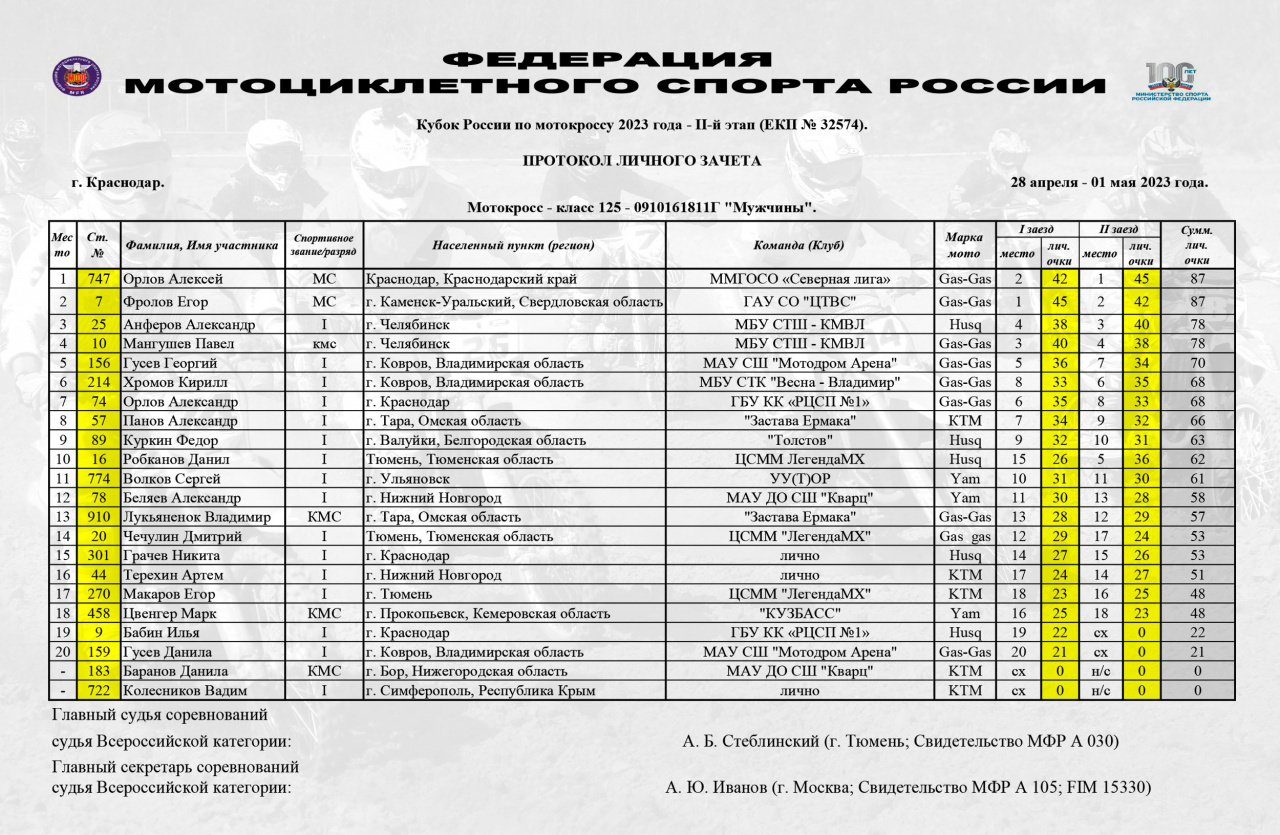 ФЕДЕРАЦИЯ
МОТОЦИКЛЕТНОГО СПОРТА РОССИИ
100 ЛЕТ
МИНИСТЕРСТВО СПОРТА
РОССИЙСКОЙ ФЕДЕРАЦИИ
Кубок России по мотокроссу 2023 года - II-й этап (ЕКП № 32574).
ПРОТОКОЛ ЛИЧНОГО ЗАЧЕТА
г. Краснодар. 28 апреля - 01 мая 2023 года.
Мотокросс - класс 125 - 0910161811Г "Мужчины".
Мес то Ст. № Фамилия, Имя участника Спортивное звание/разряд Населенный пункт (регион) Команда (Клуб) Марка мото I заезд II заезд Сумм. лич. очки
место лич. очки место лич. очки
1 747 Орлов Алексей МС Краснодар, Краснодарский край ММГОСО «Северная лига» Gas-Gas 2 42 1 45 87
2 7 Фролов Егор МС г. Каменск-Уральский, Свердловская область ГАУ СО "ЦТВС" Gas-Gas 1 45 2 42 87
3 25 Анферов Александр I г. Челябинск МБУ СТШ - КМВЛ Husq 4 38 3 40 78
4 10 Мангушев Павел кмс г. Челябинск МБУ СТШ - КМВЛ Gas-Gas 3 40 4 38 78
5 156 Гусев Георгий I г. Ковров, Владимирская область МАУ СШ "Мотодром Арена" Gas-Gas 5 36 7 34 70
6 214 Хромов Кирилл I г. Ковров, Владимирская область МБУ СТК "Весна - Владимир" Gas-Gas 8 33 6 35 68
7 74 Орлов Александр I г. Краснодар ГБУ КК «РЦСП №1» Gas-Gas 6 35 8 33 68
8 57 Панов Александр I г. Тара, Омская область "Застава Ермака" KTM 7 34 9 32 66
9 89 Куркин Федор I г. Валуйки, Белгородская область "Толстов" Husq 9 32 10 31 63
10 16 Робканов Данил I Тюмень, Тюменская область ЦСММ ЛегендаМХ Husq 15 26 5 36 62
11 774 Волков Сергей I г. Ульяновск УУ(Т)ОР Yam 10 31 11 30 61
12 78 Беляев Александр I г. Нижний Новгород МАУ ДО СШ "Кварц" Yam 11 30 13 28 58
13 910 Лукьяненок Владимир КМС г. Тара, Омская область "Застава Ермака" Gas-Gas 13 28 12 29 57
14 20 Чечулин Дмитрий I Тюмень, Тюменская область ЦСММ "ЛегендаМХ" Gas gas 12 29 17 24 53
15 301 Грачев Никита I г. Краснодар лично Husq 14 27 15 26 53
16 44 Терехин Артем I г. Нижний Новгород лично KTM 17 24 14 27 51
17 270 Макаров Егор I г. Тюмень ЦСММ "ЛегендаМХ" KTM 18 23 16 25 48
18 458 Цвенгер Марк КМС г. Прокопьевск, Кемеровская область "КУЗБАСС" Yam 16 25 18 23 48
19 9 Бабин Илья I г. Краснодар ГБУ КК «РЦСП №1» Husq 19 22 сх 0 22
20 159 Гусев Данила I г. Ковров, Владимирская область МАУ СШ "Мотодром Арена" Gas-Gas 20 21 сх 0 21
- 183 Баранов Данила КМС г. Бор, Нижегородская область МАУ ДО СШ "Кварц" KTM сх 0 н/с 0 0
- 722 Колесников Вадим I г. Симферополь, Республика Крым лично KTM сх 0 н/с 0 0
Главный судья соревнований
судья Всероссийской категории: А. Б. Стеблинский (г. Тюмень; Свидетельство МФР А 030)
Главный секретарь соревнований
судья Всероссийской категории: А. Ю. Иванов (г. Москва; Свидетельство МФР А 105; FIM 15330)